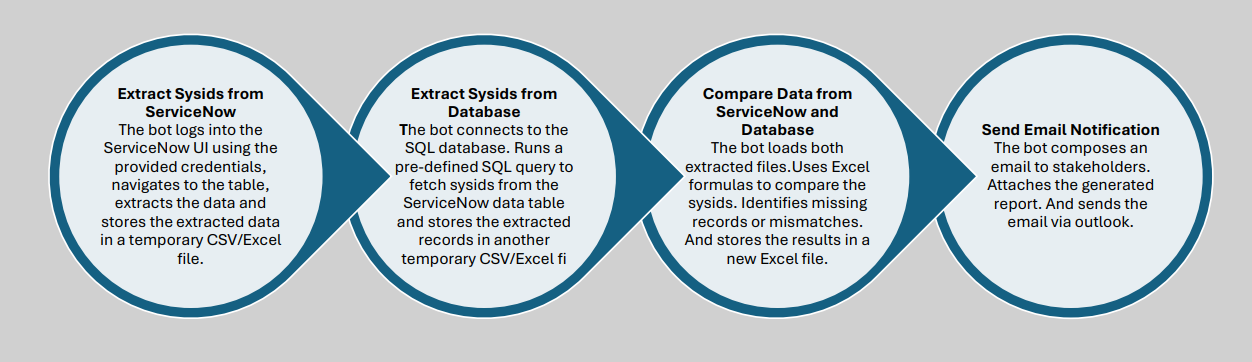 Extract Sysids from
ServiceNow
The bot logs into the
ServiceNow UI using the
provided credentials,
navigates to the table,
extracts the data and
stores the extracted data
in a temporary CSV/Excel
file.
Extract Sysids from
Database
The bot connects to the
SQL database. Runs a
pre-defined SQL query to
fetch sysids from the
ServiceNow data table
and stores the extracted
records in another
temporary CSV/Excel fi
Compare Data from
ServiceNow and
Database
The bot loads both
extracted files.Uses Excel
formulas to compare the
sysids. Identifies missing
records or mismatches.
And stores the results in a
new Excel file.
Send Email Notification
The bot composes an
email to stakeholders.
Attaches the generated
report. And sends the
email via outlook.